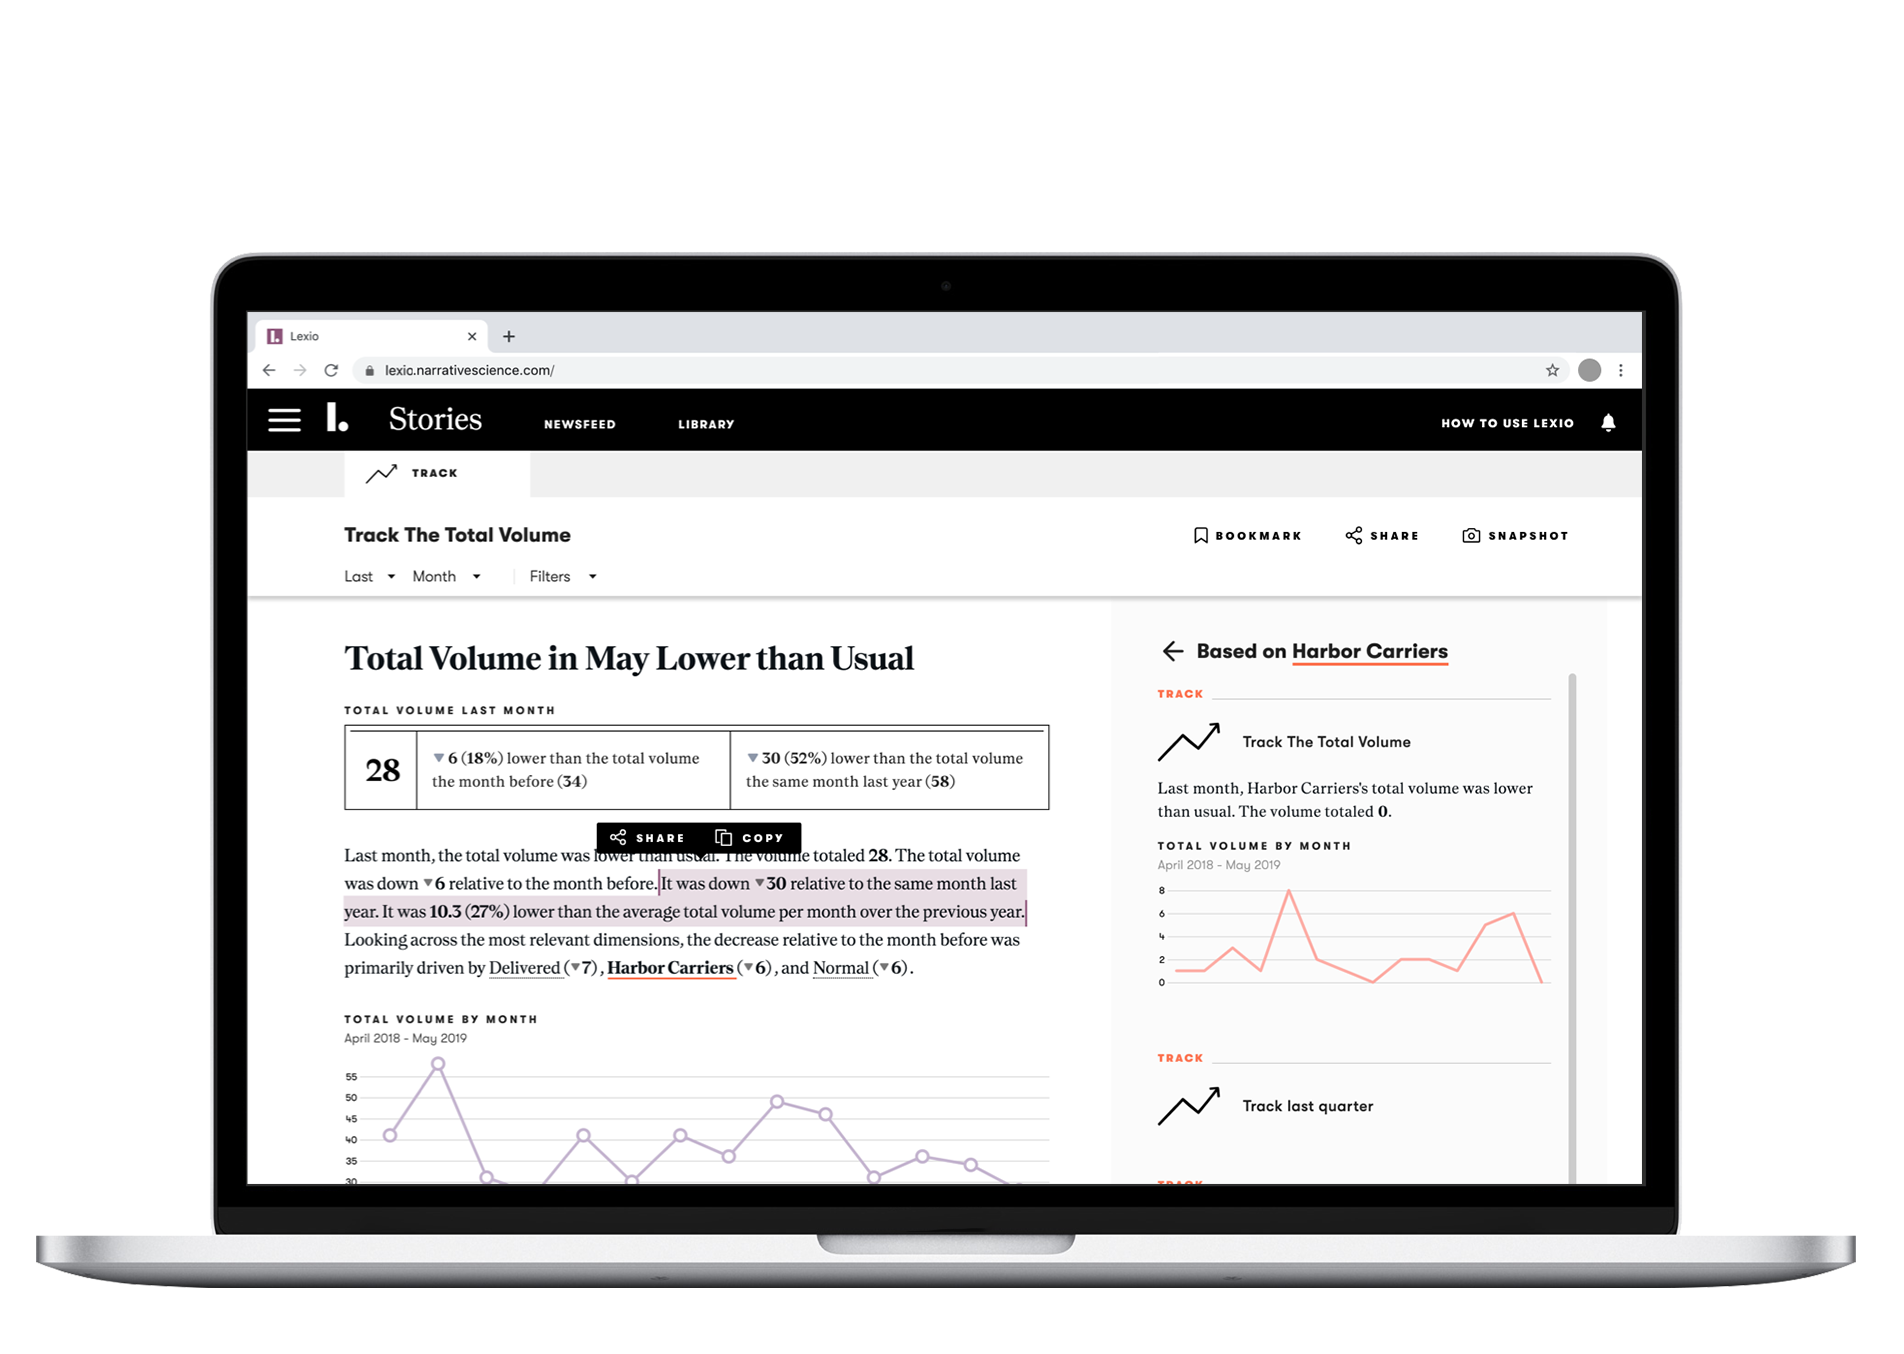 Lexio
lexio.narrativescience.com/
l. Stories NEWSFEED LIBRARY HOW TO USE LEXIO
TRACK
Track The Total Volume
BOOKMARK SHARE SNAPSHOT
Last Month Filters
Total Volume in May Lower than Usual
TOTAL VOLUME LAST MONTH
28
▼6 (18%) lower than the total volume
the month before (34)
▼30 (52%) lower than the total volume
the same month last year (58)
SHARE COPY
Last month, the total volume was lower than usual. The volume totaled 28. The total volume
was down ▼6 relative to the month before. It was down ▼30 relative to the same month last
year. It was 10.3 (27%) lower than the average total volume per month over the previous year.
Looking across the most relevant dimensions, the decrease relative to the month before was
primarily driven by Delivered (▼7), Harbor Carriers (▼6), and Normal (▼6).
TOTAL VOLUME BY MONTH
April 2018 - May 2019
55
50
45
40
35
30
Based on Harbor Carriers
TRACK
Track The Total Volume
Last month, Harbor Carriers's total volume was lower
than usual. The volume totaled 0.
TOTAL VOLUME BY MONTH
April 2018 - May 2019
8
6
4
2
0
TRACK
Track last quarter
TRACK